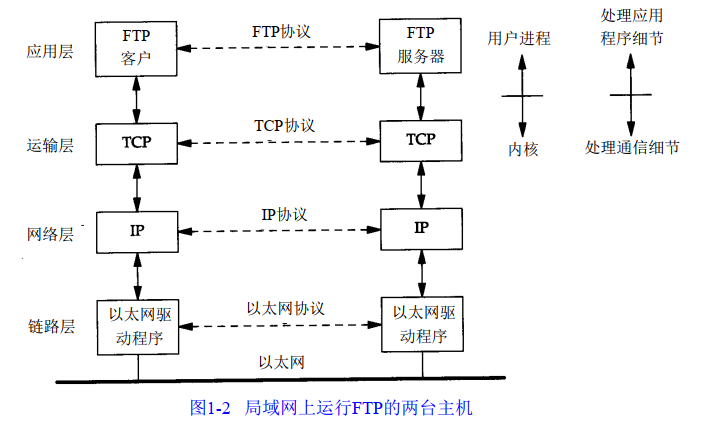 应用层
FTP
客户
FTP协议
FTP
服务器
用户进程
处理应用
程序细节
运输层
TCP
TCP协议
TCP
内核
处理通信细节
网络层
IP
IP协议
IP
链路层
以太网驱
动程序
以太网协议
以太网驱
动程序
以太网
图1-2 局域网上运行FTP的两台主机